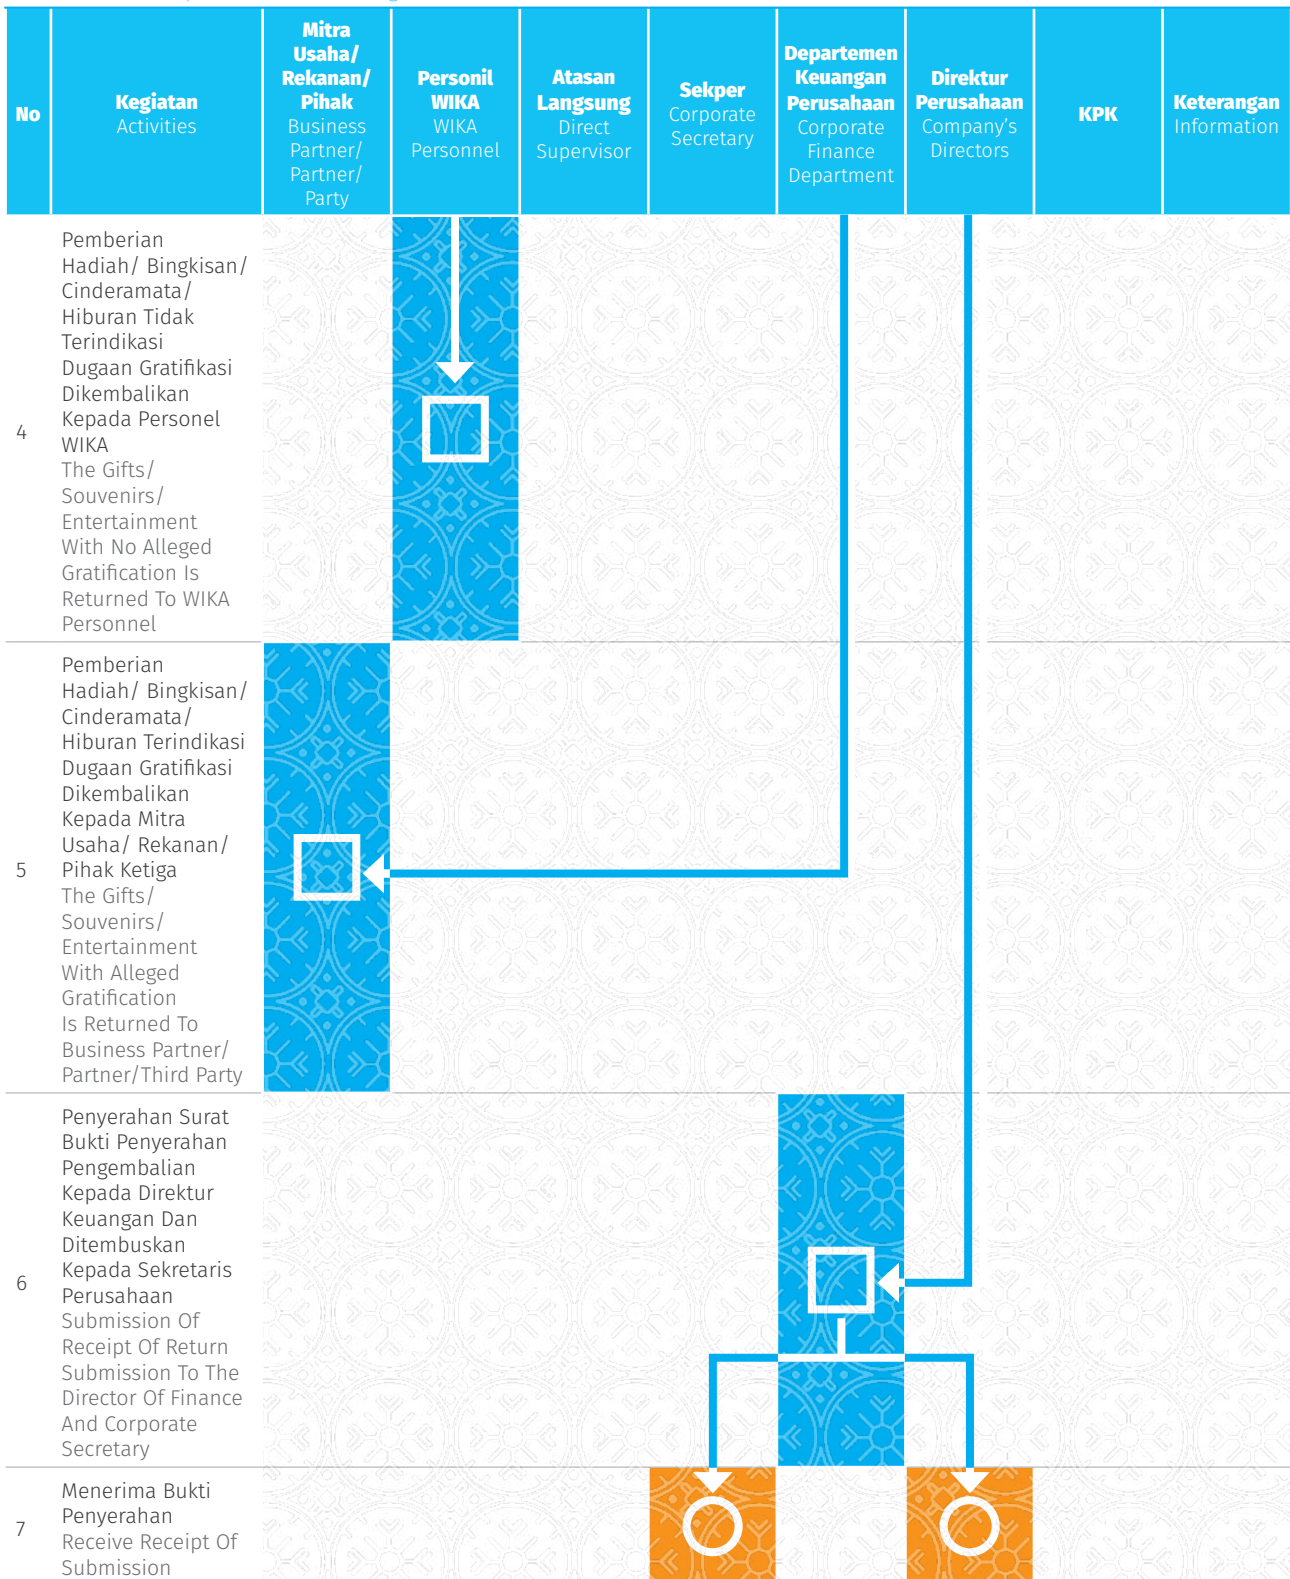 No
Kegiatan
Activities
Mitra
Usaha/
Rekanan/
Pihak
Business
Partner/
Partner/
Party
Personil
WIKA
WIKA
Personnel
Atasan
Langsung
Direct
Supervisor
Sekper
Corporate
Secretary
Departemen
Keuangan
Perusahaan
Corporate
Finance
Department
Direktur
Perusahaan
Company's
Directors
KPK
Keterangan
Information
4
Pemberian
Hadiah/ Bingkisan/
Cinderamata/
Hiburan Tidak
Terindikasi
Dugaan Gratifikasi
Dikembalikan
Kepada Personel
WIKA
The Gifts/
Souvenirs/
Entertainment
With No Alleged
Gratification Is
Returned To WIKA
Personnel
5
Pemberian
Hadiah/ Bingkisan/
Cinderamata/
Hiburan Terindikasi
Dugaan Gratifikasi
Dikembalikan
Kepada Mitra
Usaha/ Rekanan/
Pihak Ketiga
The Gifts/
Souvenirs/
Entertainment
With Alleged
Gratification
Is Returned To
Business Partner/
Partner/Third Party
6
Penyerahan Surat
Bukti Penyerahan
Pengembalian
Kepada Direktur
Keuangan Dan
Ditembuskan
Kepada Sekretaris
Perusahaan
Submission Of
Receipt Of Return
Submission To The
Director Of Finance
And Corporate
Secretary
7
Menerima Bukti
Penyerahan
Receive Receipt Of
Submission